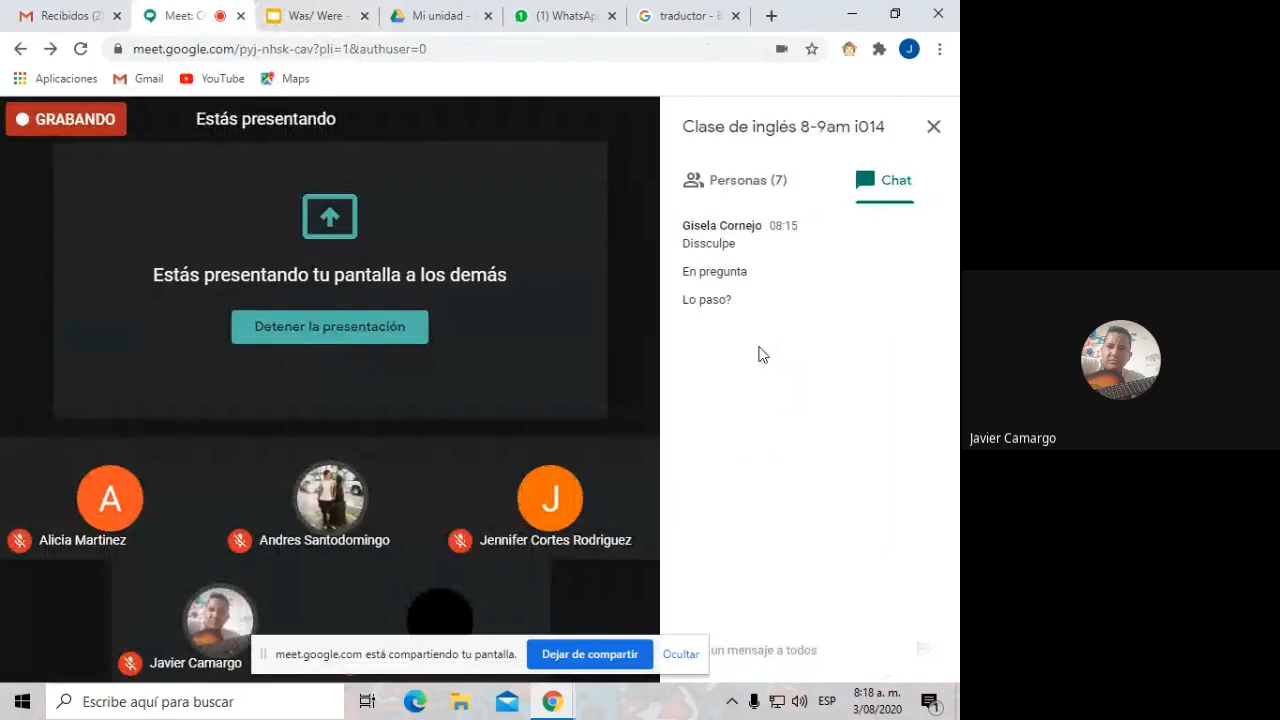 Recibidos (2)
Meet: C
Was/ Were -
Mi unidad -
(1) WhatsAp
traductor - B
meet.google.com/pyj-nhsk-cav?pli=1&authuser=0
J
Aplicaciones
Gmail
YouTube
Maps
GRABANDO
Estás presentando
Clase de inglés 8-9am i014
Personas (7)
Chat
Gisela Cornejo 08:15
Dissculpe
En pregunta
Lo paso?
Estás presentando tu pantalla a los demás
Detener la presentación
Javier Camargo
A
J
Alicia Martinez
Andres Santodomingo
Jennifer Cortes Rodriguez
Javier Camargo
meet.google.com está compartiendo tu pantalla.
Dejar de compartir
Ocultar
un mensaje a todos
Escribe aquí para buscar
ESP
8:18 a. m.
3/08/2020
1